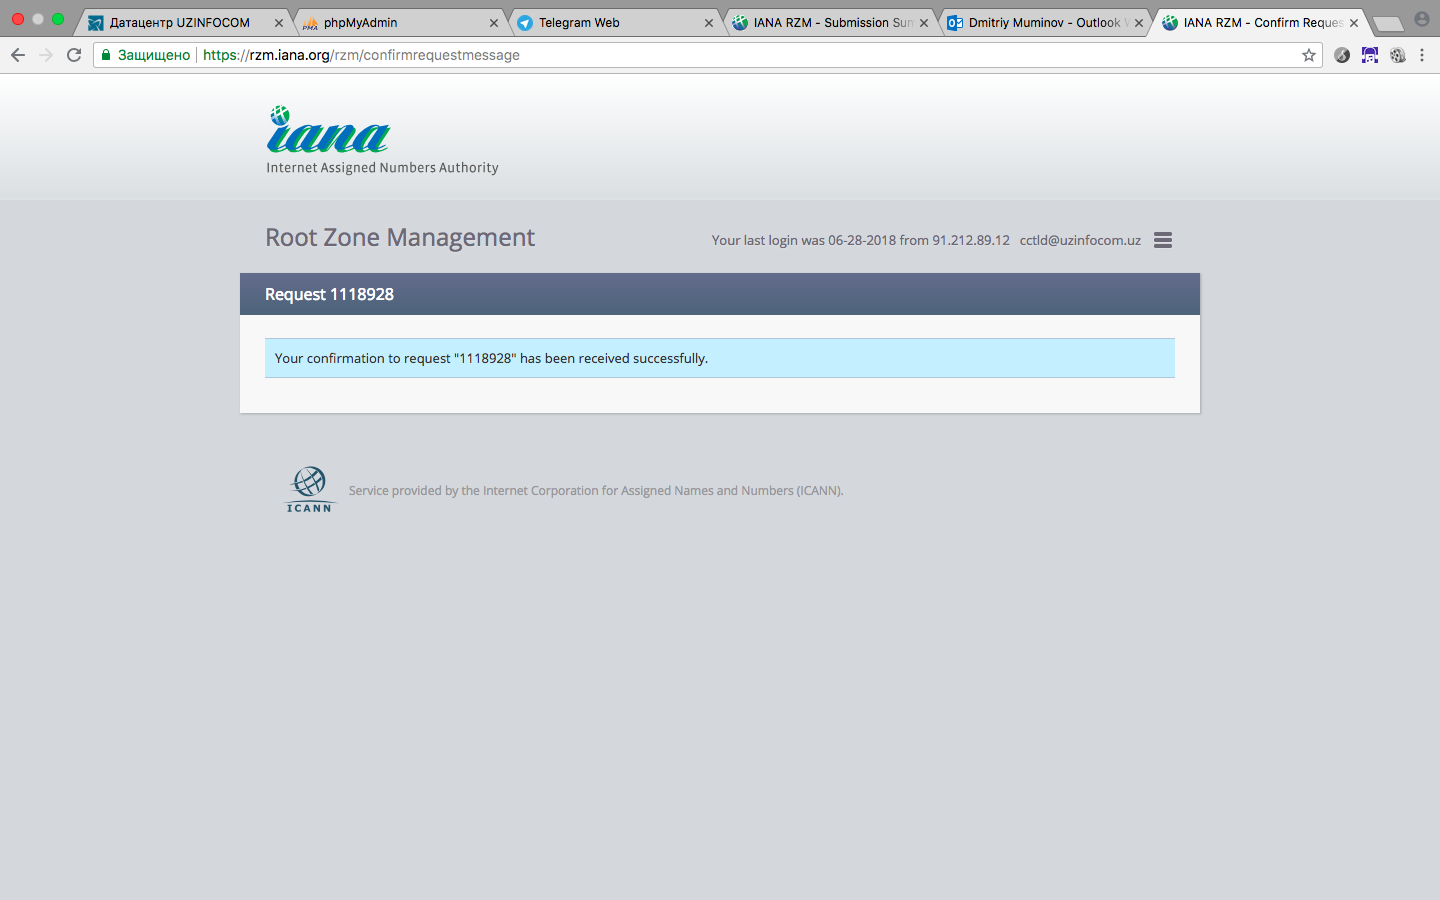 Датацентр UZINFOCOM
phpMyAdmin
Telegram Web
IANA RZM - Submission Sum
Dmitriy Muminov - Outlook W
IANA RZM - Confirm Reques
Защищено https://rzm.iana.org/rzm/confirmrequestmessage
iana
Internet Assigned Numbers Authority
Root Zone Management
Your last login was 06-28-2018 from 91.212.89.12 cctld@uzinfocom.uz
Request 1118928
Your confirmation to request "1118928" has been received successfully.
ICANN
Service provided by the Internet Corporation for Assigned Names and Numbers (ICANN).